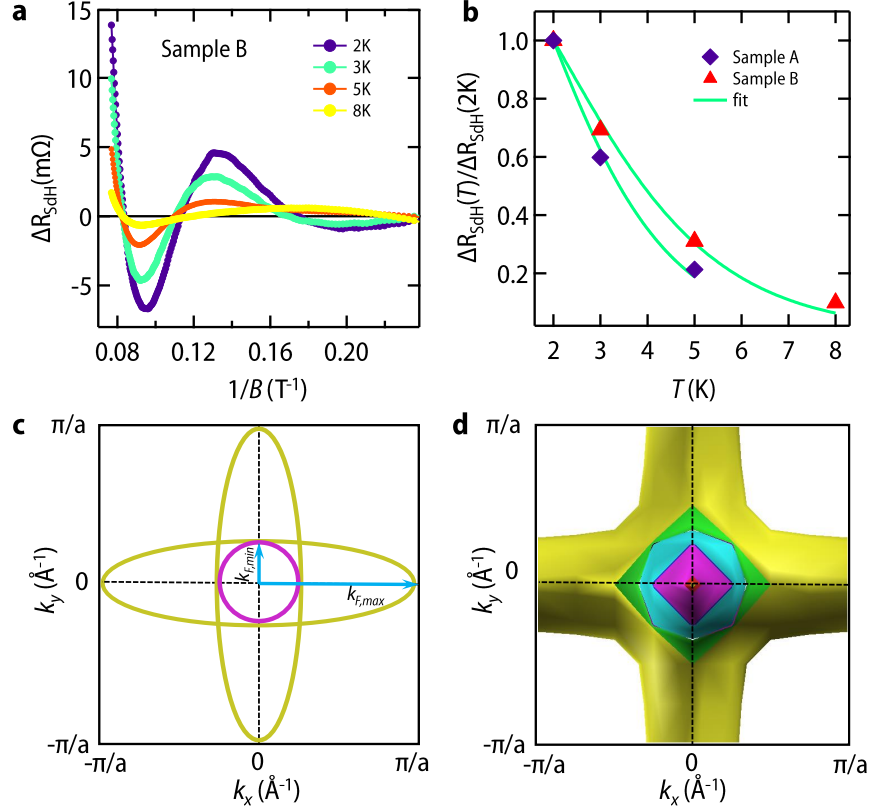 a
Sample B
2K
3K
5K
8K
15
10
5
0
-5
ΔR_SdH (mΩ)
0.08 0.12 0.16 0.20
1/B (T⁻¹)
b
Sample A
Sample B
fit
1.0
0.8
0.6
0.4
0.2
ΔR_SdH(T)/ΔR_SdH(2K)
2 3 4 5 6 7 8
T (K)
c
π/a
0
-π/a
k_y (Å⁻¹)
k_F,min
k_F,max
-π/a 0 π/a
k_x (Å⁻¹)
d
π/a
0
-π/a
k_y (Å⁻¹)
-π/a 0 π/a
k_x (Å⁻¹)